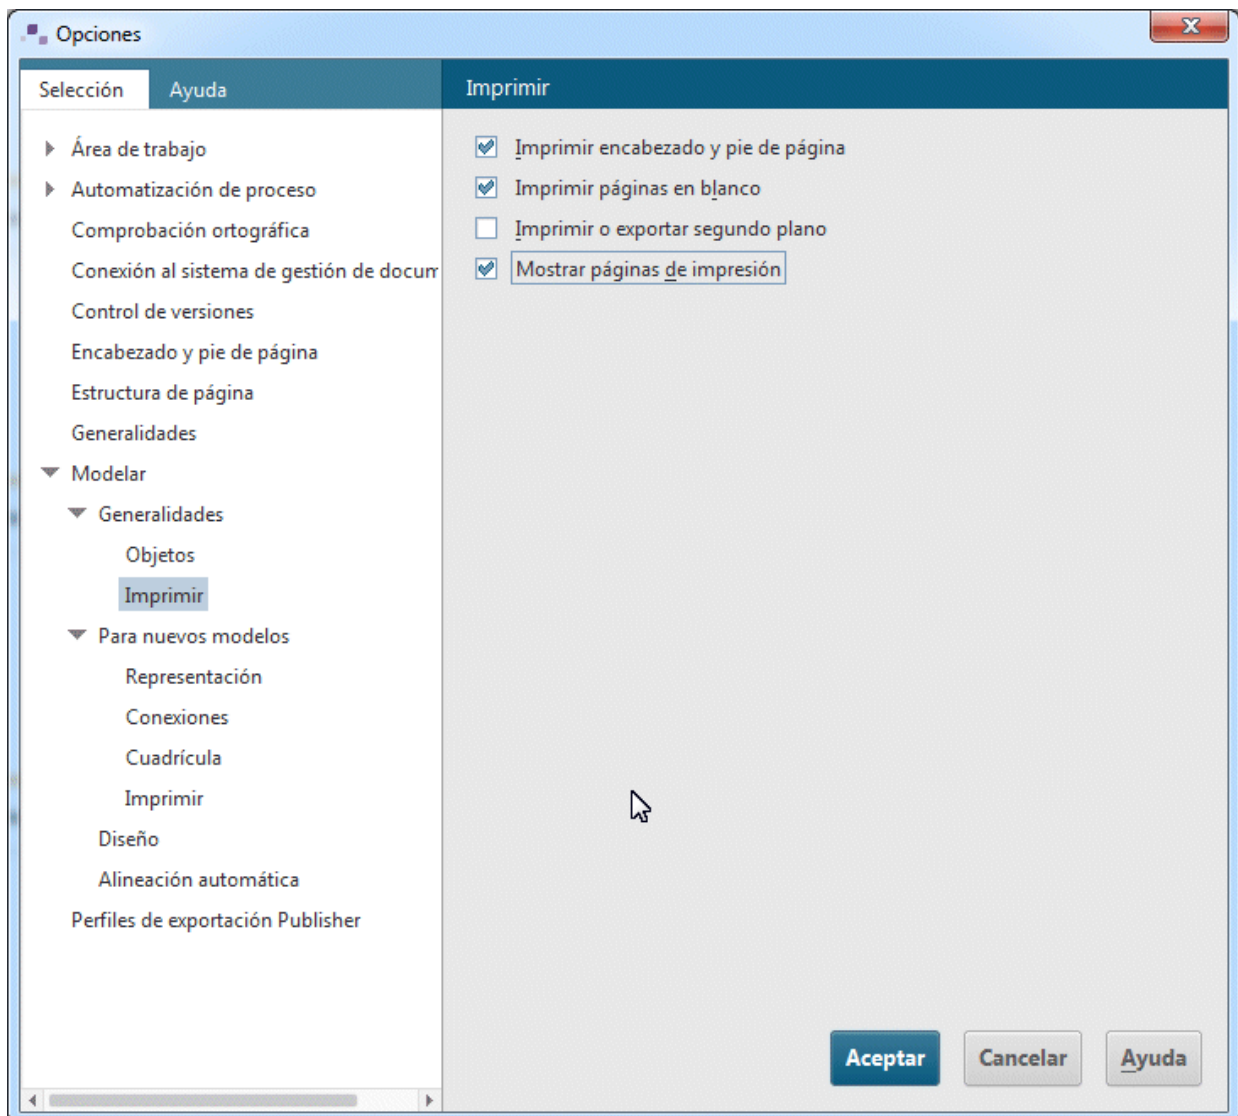 Opciones
Selección
Ayuda
Imprimir
Área de trabajo
Automatización de proceso
Comprobación ortográfica
Conexión al sistema de gestión de docum
Control de versiones
Encabezado y pie de página
Estructura de página
Generalidades
Modelar
Generalidades
Objetos
Imprimir
Para nuevos modelos
Representación
Conexiones
Cuadrícula
Imprimir
Diseño
Alineación automática
Perfiles de exportación Publisher
Imprimir encabezado y pie de página
Imprimir páginas en blanco
Imprimir o exportar segundo plano
Mostrar páginas de impresión
Aceptar
Cancelar
Ayuda